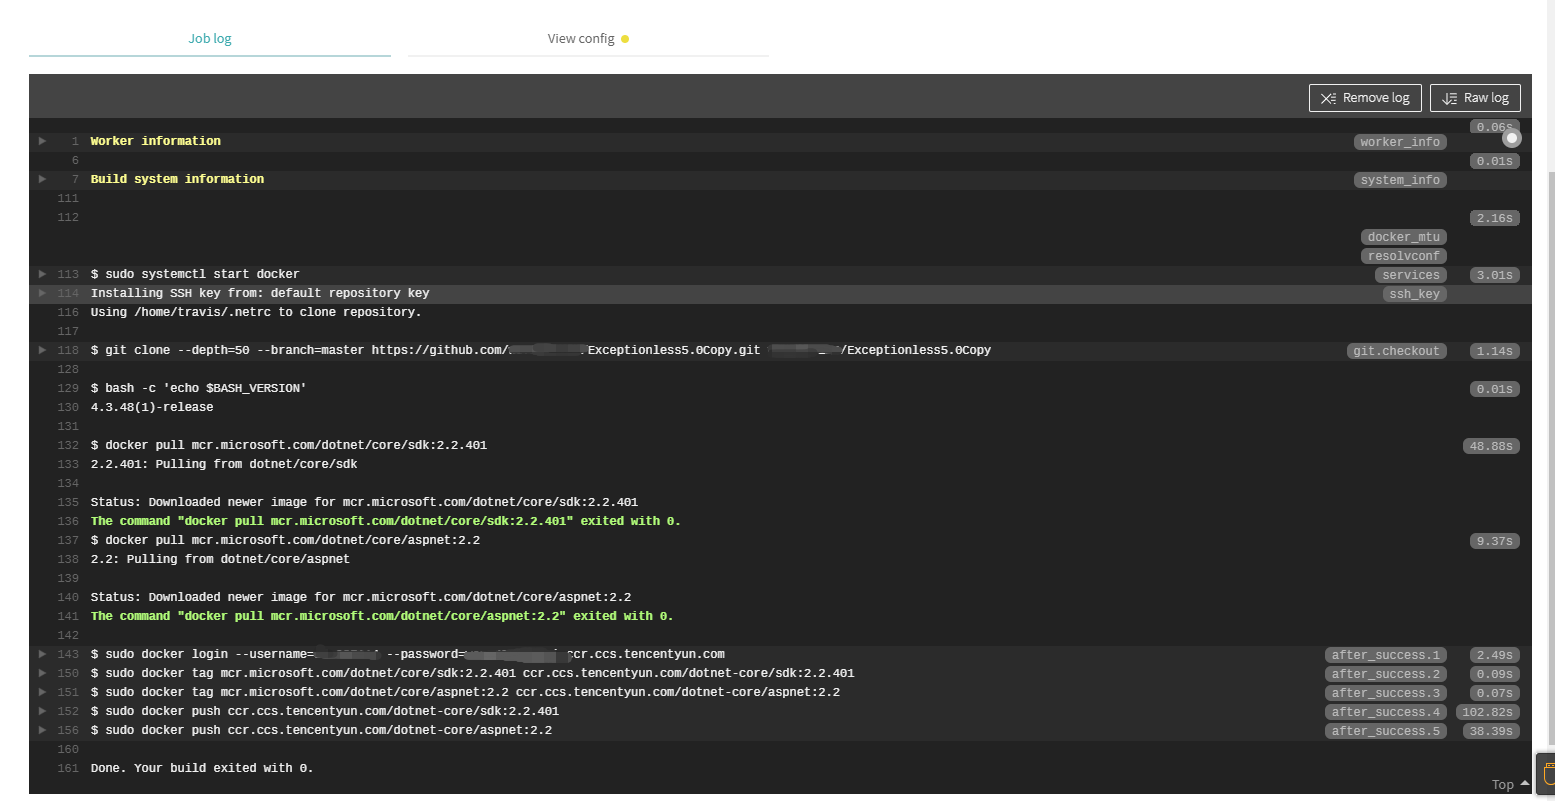 Job log
View config
Remove log
Raw log
0.06s
1 Worker information worker_info
6 0.01s
7 Build system information system_info
111
112 2.16s
docker_mtu
resolvconf
113 $ sudo systemctl start docker services 3.01s
114 Installing SSH key from: default repository key ssh_key
116 Using /home/travis/.netrc to clone repository.
117
118 $ git clone --depth=50 --branch=master https://github.com/ /Exceptionless5.0Copy.git /Exceptionless5.0Copy git.checkout 1.14s
128
129 $ bash -c 'echo $BASH_VERSION' 0.01s
130 4.3.48(1)-release
131
132 $ docker pull mcr.microsoft.com/dotnet/core/sdk:2.2.401 48.88s
133 2.2.401: Pulling from dotnet/core/sdk
134
135 Status: Downloaded newer image for mcr.microsoft.com/dotnet/core/sdk:2.2.401
136 The command "docker pull mcr.microsoft.com/dotnet/core/sdk:2.2.401" exited with 0.
137 $ docker pull mcr.microsoft.com/dotnet/core/aspnet:2.2 9.37s
138 2.2: Pulling from dotnet/core/aspnet
139
140 Status: Downloaded newer image for mcr.microsoft.com/dotnet/core/aspnet:2.2
141 The command "docker pull mcr.microsoft.com/dotnet/core/aspnet:2.2" exited with 0.
142
143 $ sudo docker login --username= --password= ccr.ccs.tencentyun.com after_success.1 2.49s
150 $ sudo docker tag mcr.microsoft.com/dotnet/core/sdk:2.2.401 ccr.ccs.tencentyun.com/dotnet-core/sdk:2.2.401 after_success.2 0.09s
151 $ sudo docker tag mcr.microsoft.com/dotnet/core/aspnet:2.2 ccr.ccs.tencentyun.com/dotnet-core/aspnet:2.2 after_success.3 0.07s
152 $ sudo docker push ccr.ccs.tencentyun.com/dotnet-core/sdk:2.2.401 after_success.4 102.82s
156 $ sudo docker push ccr.ccs.tencentyun.com/dotnet-core/aspnet:2.2 after_success.5 38.39s
160
161 Done. Your build exited with 0.
Top